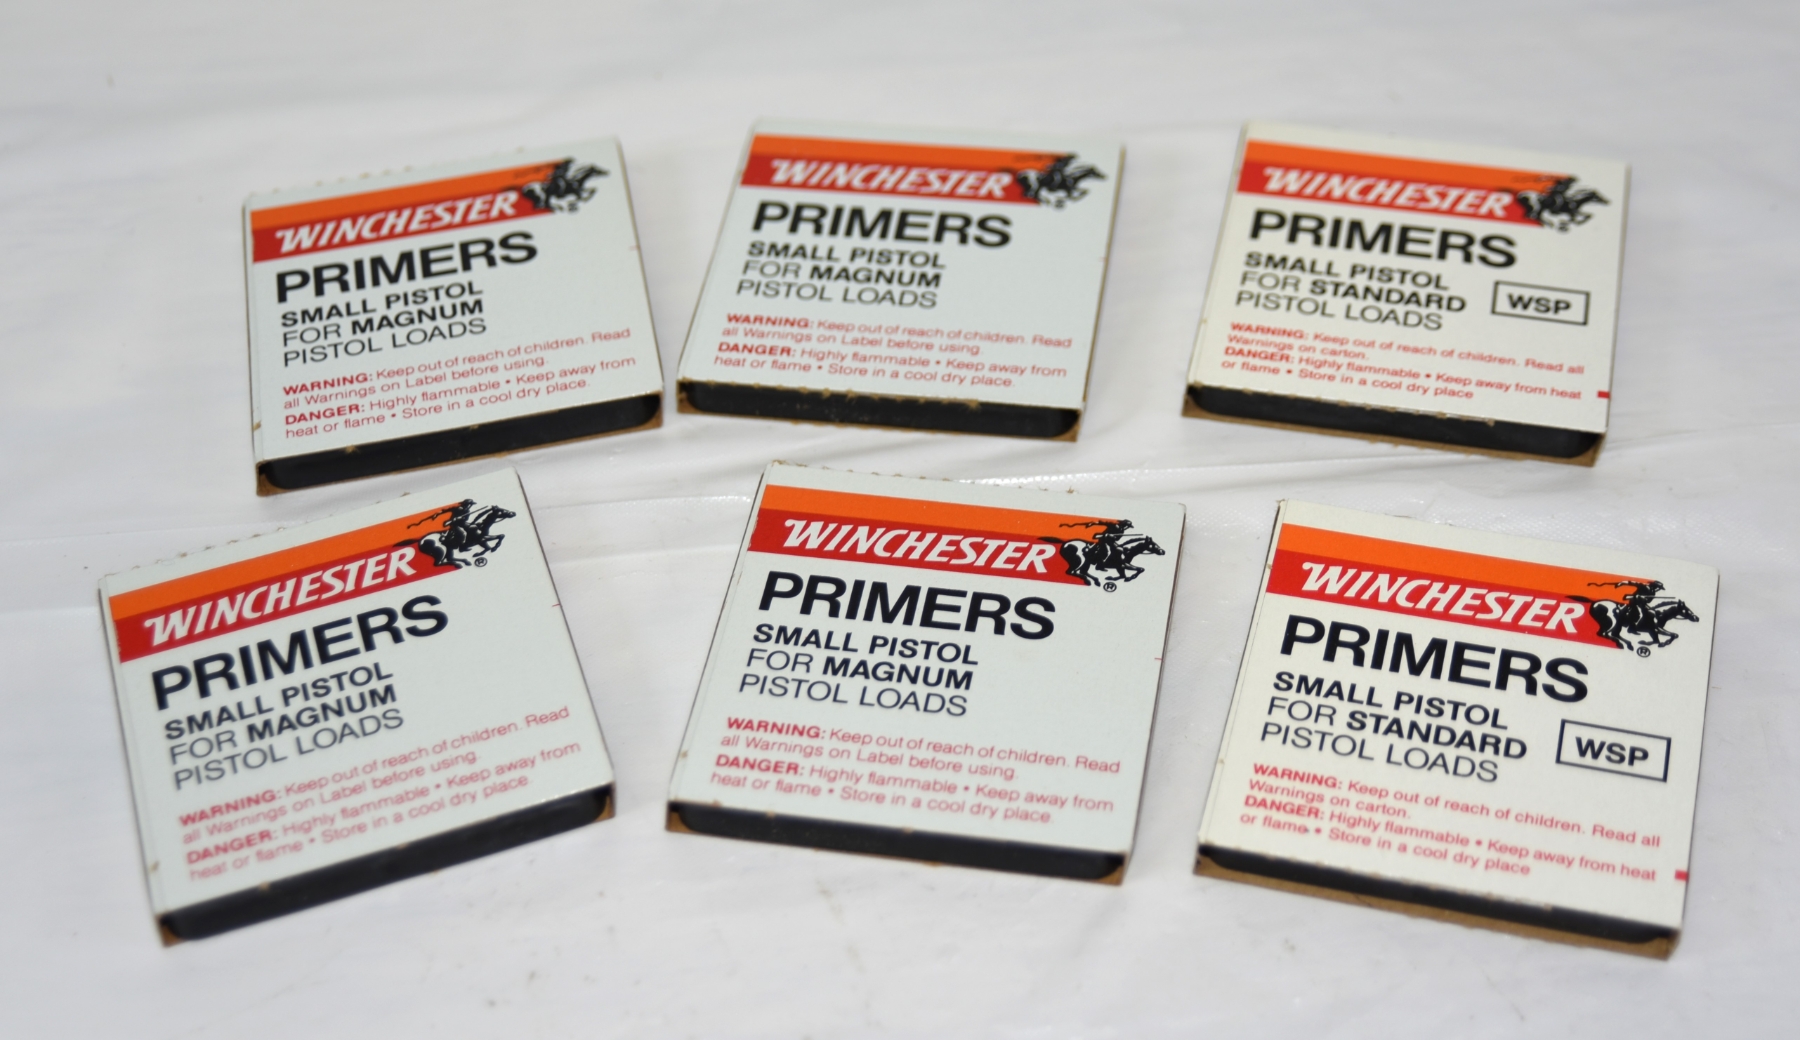 WINCHESTER
PRIMERS
SMALL PISTOL
FOR MAGNUM
PISTOL LOADS
WARNING: Keep out of reach of children. Read
all Warnings on Label before using.
DANGER: Highly flammable • Keep away from
heat or flame • Store in a cool dry place.
WINCHESTER
PRIMERS
SMALL PISTOL
FOR MAGNUM
PISTOL LOADS
WARNING: Keep out of reach of children. Read
all Warnings on Label before using.
DANGER: Highly flammable • Keep away from
heat or flame • Store in a cool dry place.
WINCHESTER
PRIMERS
SMALL PISTOL
FOR STANDARD
PISTOL LOADS
WSP
WARNING: Keep out of reach of children. Read all
Warnings on carton.
DANGER: Highly flammable • Keep away from heat
or flame • Store in a cool dry place
WINCHESTER
®
PRIMERS
SMALL PISTOL
FOR MAGNUM
PISTOL LOADS
WARNING: Keep out of reach of children. Read
all Warnings on Label before using.
DANGER: Highly flammable • Keep away from
heat or flame • Store in a cool dry place.
WINCHESTER
®
PRIMERS
SMALL PISTOL
FOR MAGNUM
PISTOL LOADS
WARNING: Keep out of reach of children. Read
all Warnings on Label before using.
DANGER: Highly flammable • Keep away from
heat or flame • Store in a cool dry place.
WINCHESTER
®
PRIMERS
SMALL PISTOL
FOR STANDARD
PISTOL LOADS
WSP
WARNING: Keep out of reach of children. Read all
Warnings on carton.
DANGER: Highly flammable • Keep away from heat
or flame • Store in a cool dry place